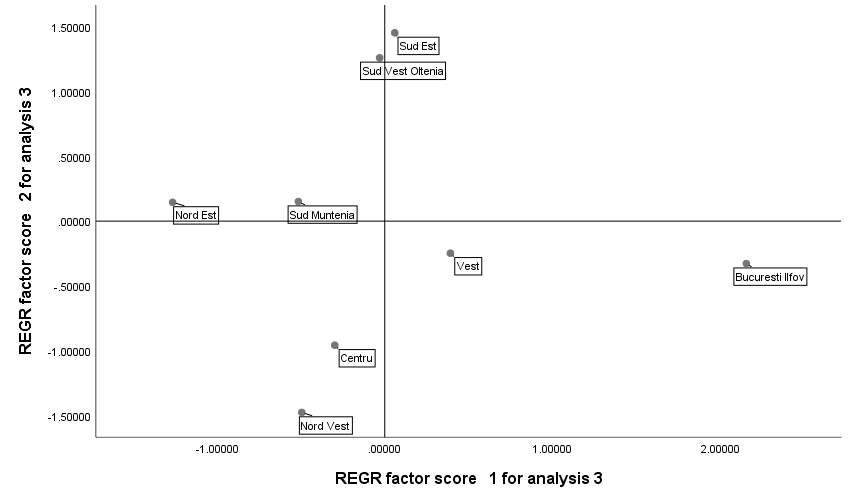 1.50000
Sud Est
Sud Vest Oltenia
1.00000
.50000
Nord Est
Sud Muntenia
.00000
Vest
Bucuresti Ilfov
-.50000
-1.00000
Centru
-1.50000
Nord Vest
REGR factor score 2 for analysis 3
-1.00000 .00000 1.00000 2.00000
REGR factor score 1 for analysis 3